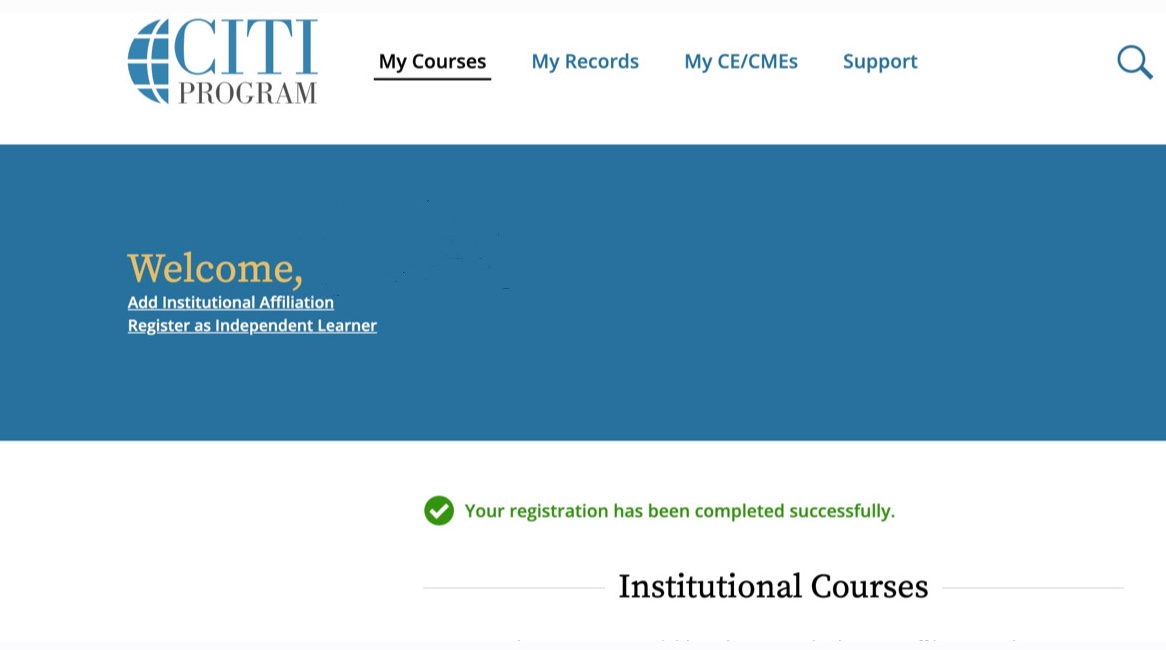 CITI
PROGRAM
My Courses
My Records
My CE/CMEs
Support
Welcome,
Add Institutional Affiliation
Register as Independent Learner
Your registration has been completed successfully.
Institutional Courses